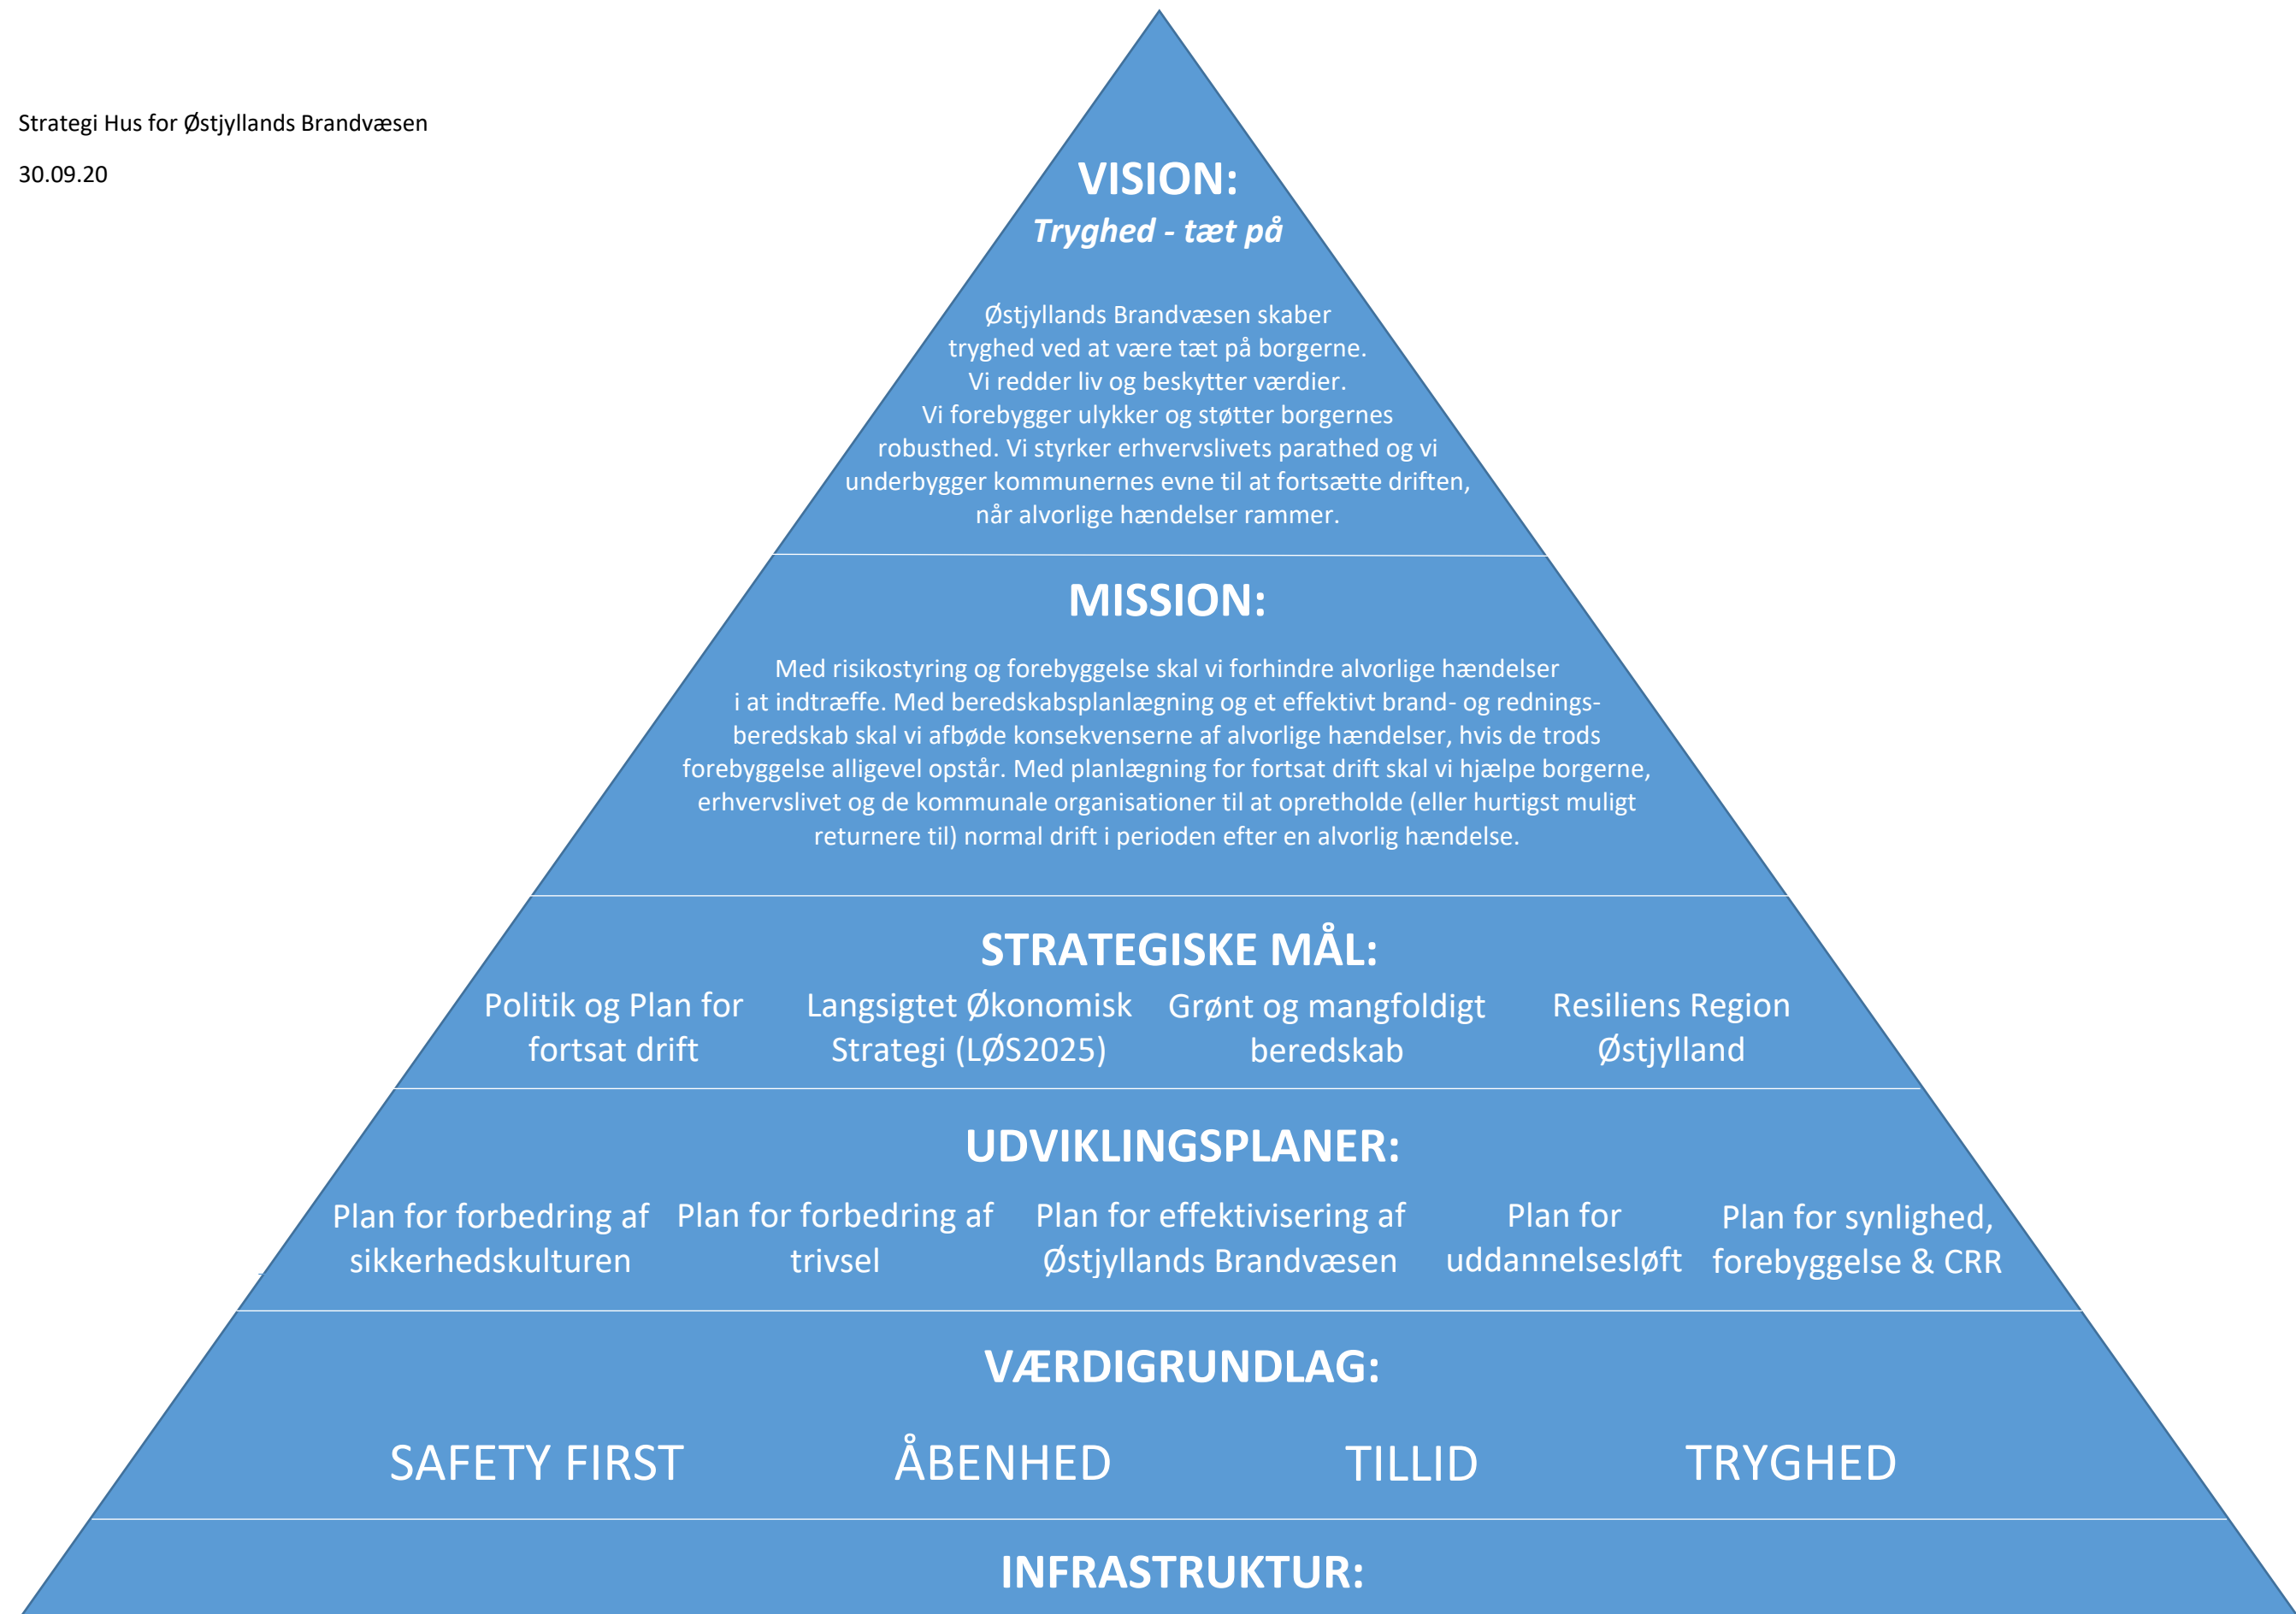 Strategi Hus for Østjyllands Brandvæsen
30.09.20
VISION:
Tryghed - tæt på
Østjyllands Brandvæsen skaber
tryghed ved at være tæt på borgerne.
Vi redder liv og beskytter værdier.
Vi forebygger ulykker og støtter borgernes
robusthed. Vi styrker erhvervslivets parathed og vi
underbygger kommunernes evne til at fortsætte driften,
når alvorlige hændelser rammer.
MISSION:
Med risikostyring og forebyggelse skal vi forhindre alvorlige hændelser
i at indtræffe. Med beredskabsplanlægning og et effektivt brand- og rednings-
beredskab skal vi afbøde konsekvenserne af alvorlige hændelser, hvis de trods
forebyggelse alligevel opstår. Med planlægning for fortsat drift skal vi hjælpe borgerne,
erhvervslivet og de kommunale organisationer til at opretholde (eller hurtigst muligt
returnere til) normal drift i perioden efter en alvorlig hændelse.
STRATEGISKE MÅL:
Politik og Plan for
fortsat drift
Langsigtet Økonomisk
Strategi (LØS2025)
Grønt og mangfoldigt
beredskab
Resiliens Region
Østjylland
UDVIKLINGSPLANER:
Plan for forbedring af
sikkerhedskulturen
Plan for forbedring af
trivsel
Plan for effektivisering af
Østjyllands Brandvæsen
Plan for
uddannelsesløft
Plan for synlighed,
forebyggelse & CRR
VÆRDIGRUNDLAG:
SAFETY FIRST
ÅBENHED
TILLID
TRYGHED
INFRASTRUKTUR: